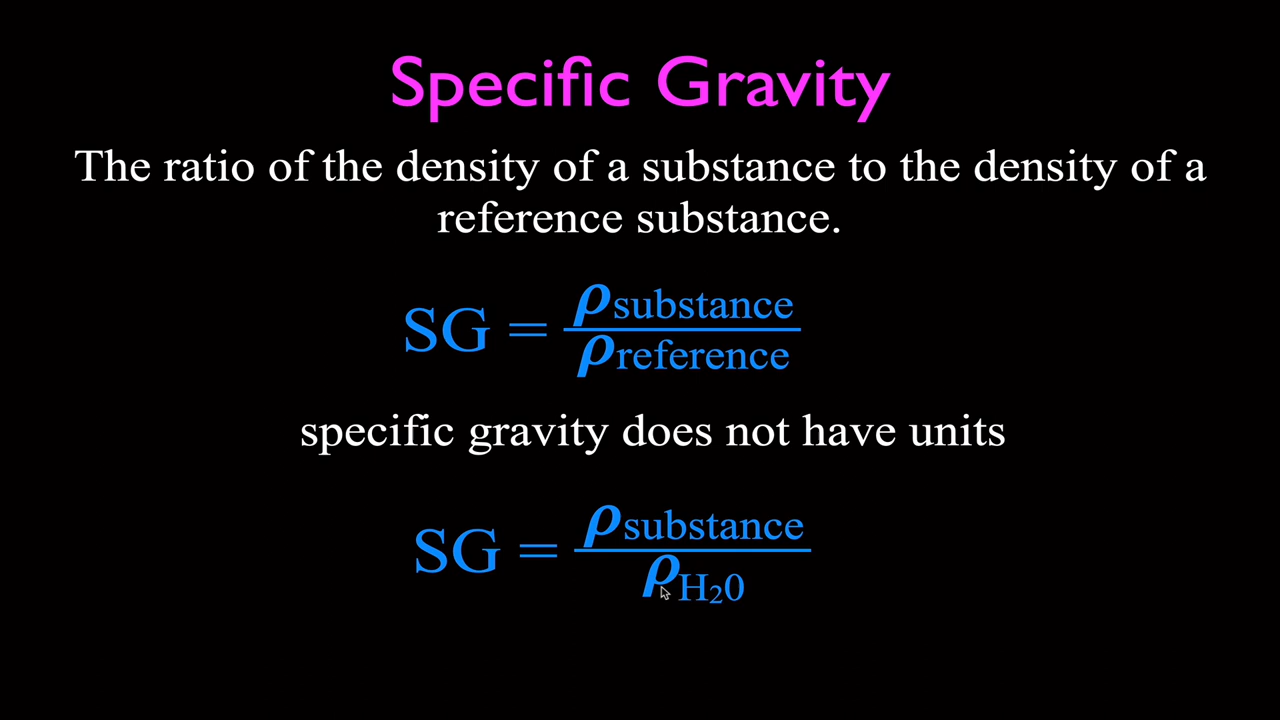 Specific Gravity
The ratio of the density of a substance to the density of a
reference substance.
SG = ρsubstance / ρreference
specific gravity does not have units
SG = ρsubstance / ρH₂0